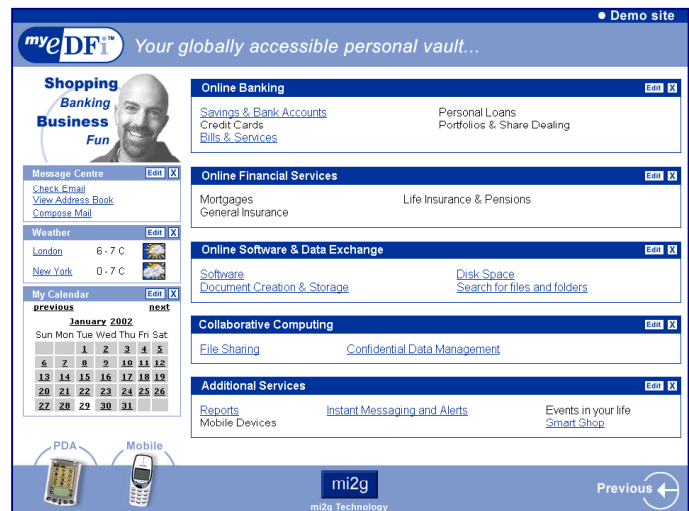 Demo site
myeDFi™
Your globally accessible personal vault...
Shopping
Banking
Business
Fun
Message Centre Edit X
Check Email
View Address Book
Compose Mail
Weather Edit X
London 6 - 7 C
New York 0 - 7 C
My Calendar Edit X
previous next
January 2002
Sun Mon Tue Wed Thu Fri Sat
1 2 3 4 5
6 7 8 9 10 11 12
13 14 15 16 17 18 19
20 21 22 23 24 25 26
27 28 29 30 31
PDA Mobile
Online Banking Edit X
Savings & Bank Accounts Personal Loans
Credit Cards Portfolios & Share Dealing
Bills & Services
Online Financial Services Edit X
Mortgages Life Insurance & Pensions
General Insurance
Online Software & Data Exchange Edit X
Software Disk Space
Document Creation & Storage Search for files and folders
Collaborative Computing Edit X
File Sharing Confidential Data Management
Additional Services Edit X
Reports Instant Messaging and Alerts Events in your life
Mobile Devices Smart Shop
mi2g
mi2g Technology
Previous